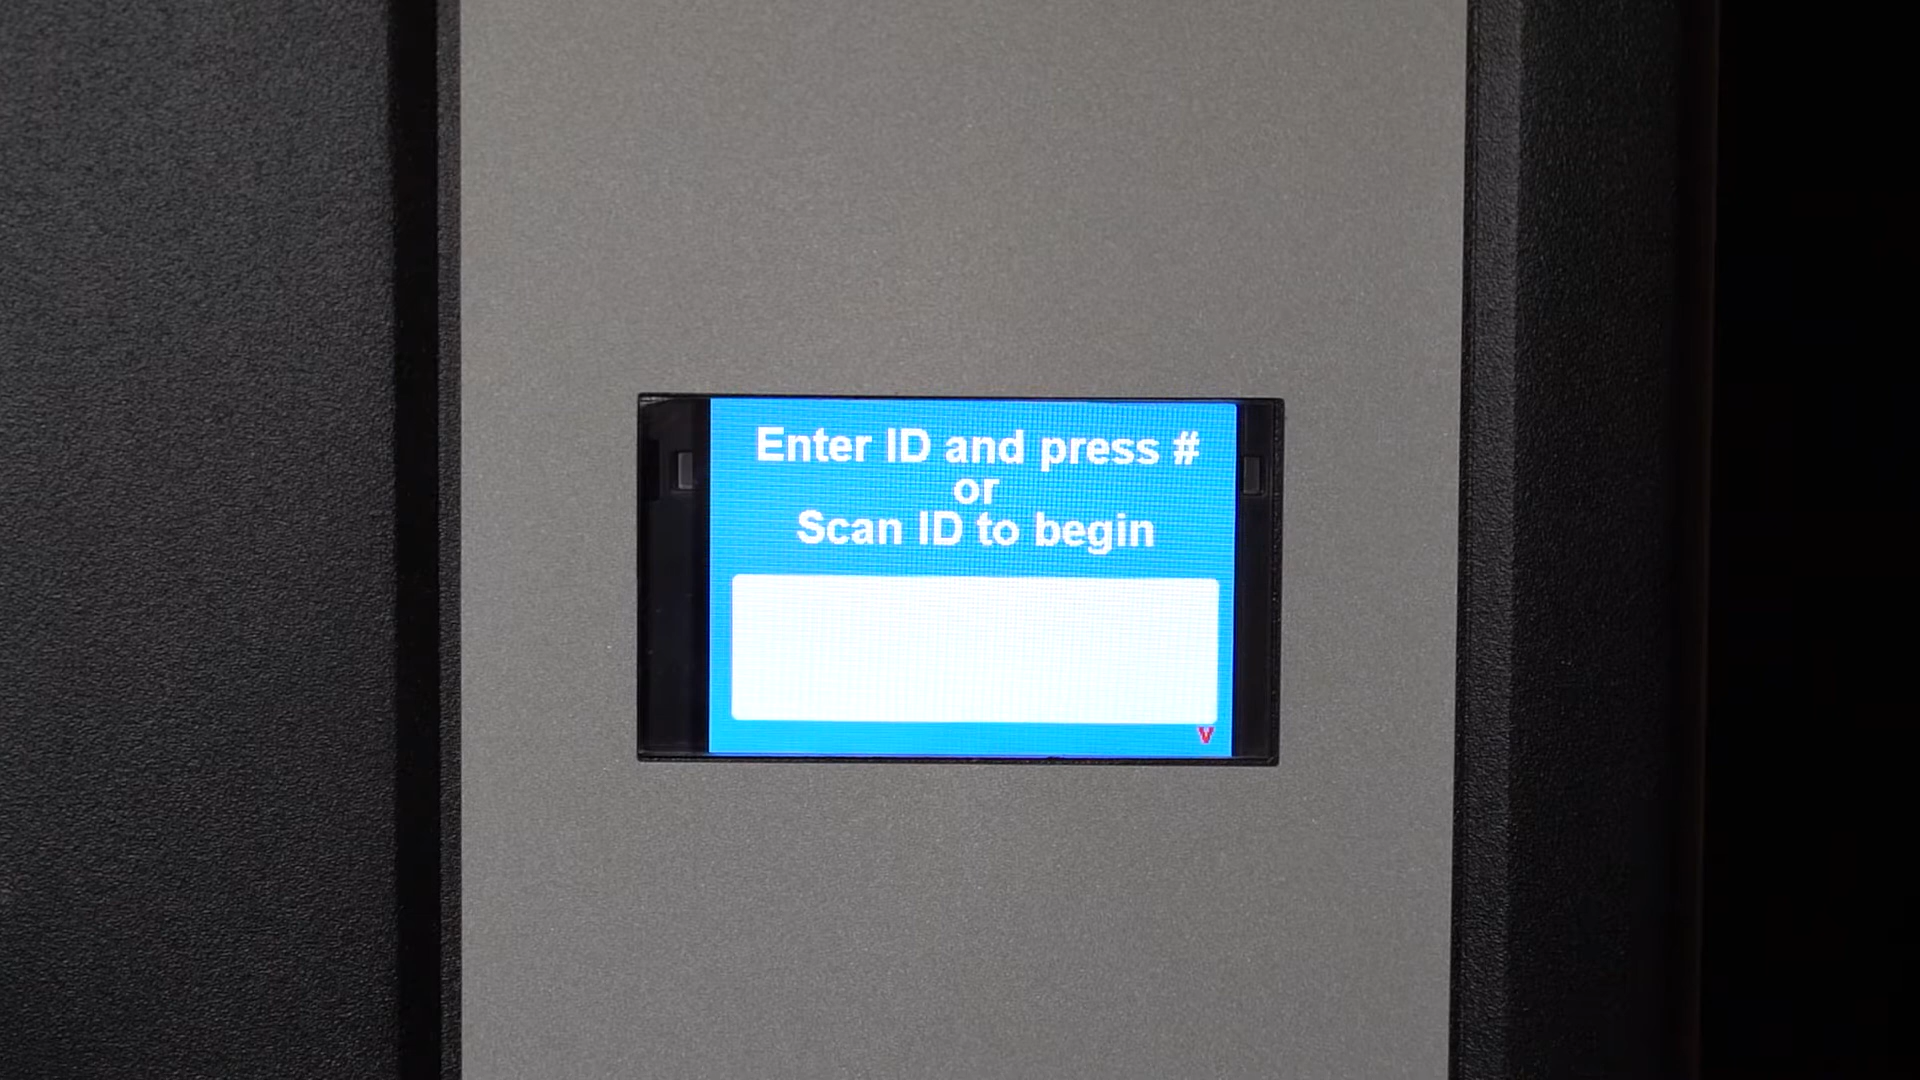 Enter ID and press #
or
Scan ID to begin
V